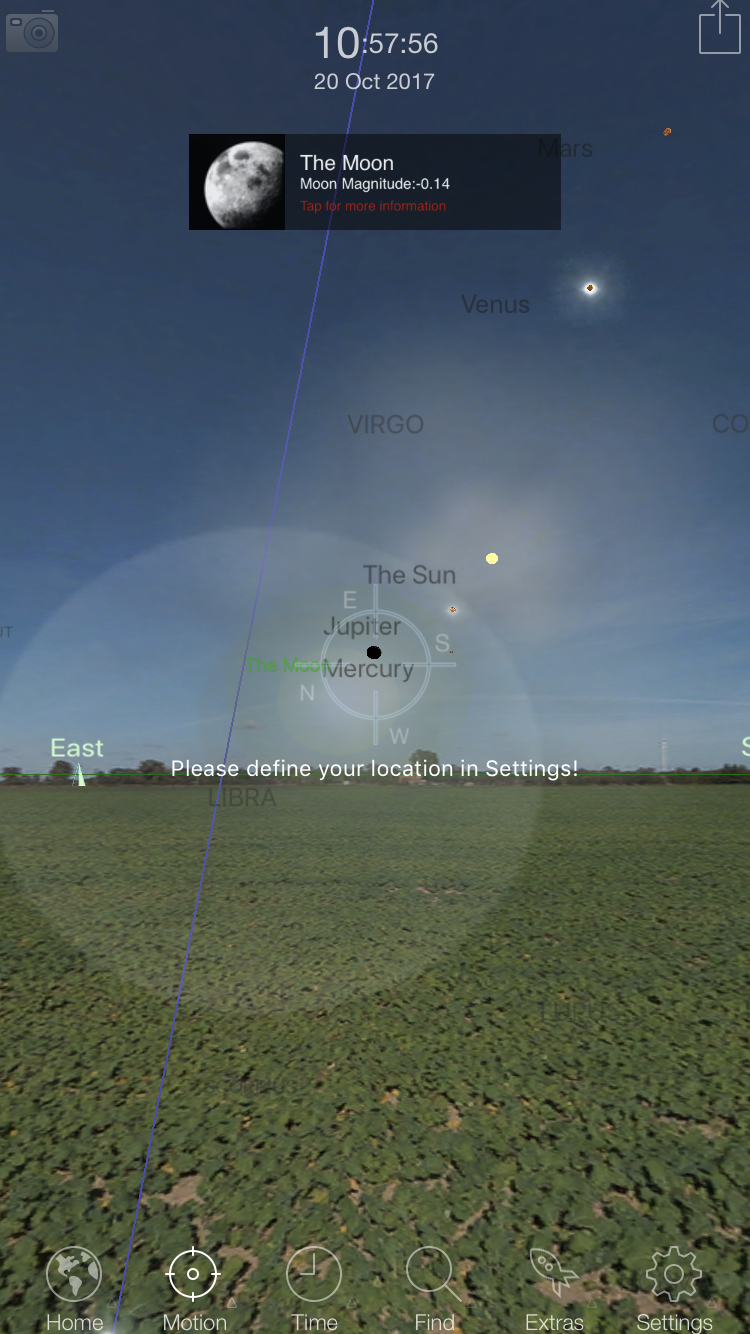 10:57:56
20 Oct 2017
Mars
The Moon
Moon Magnitude:-0.14
Tap for more information
Venus
VIRGO
CO
The Sun
E
Jupiter
S
The Moon
Mercury
N
W
East
S
Please define your location in Settings!
LIBRA
Home
Motion
Time
Find
Extras
Settings